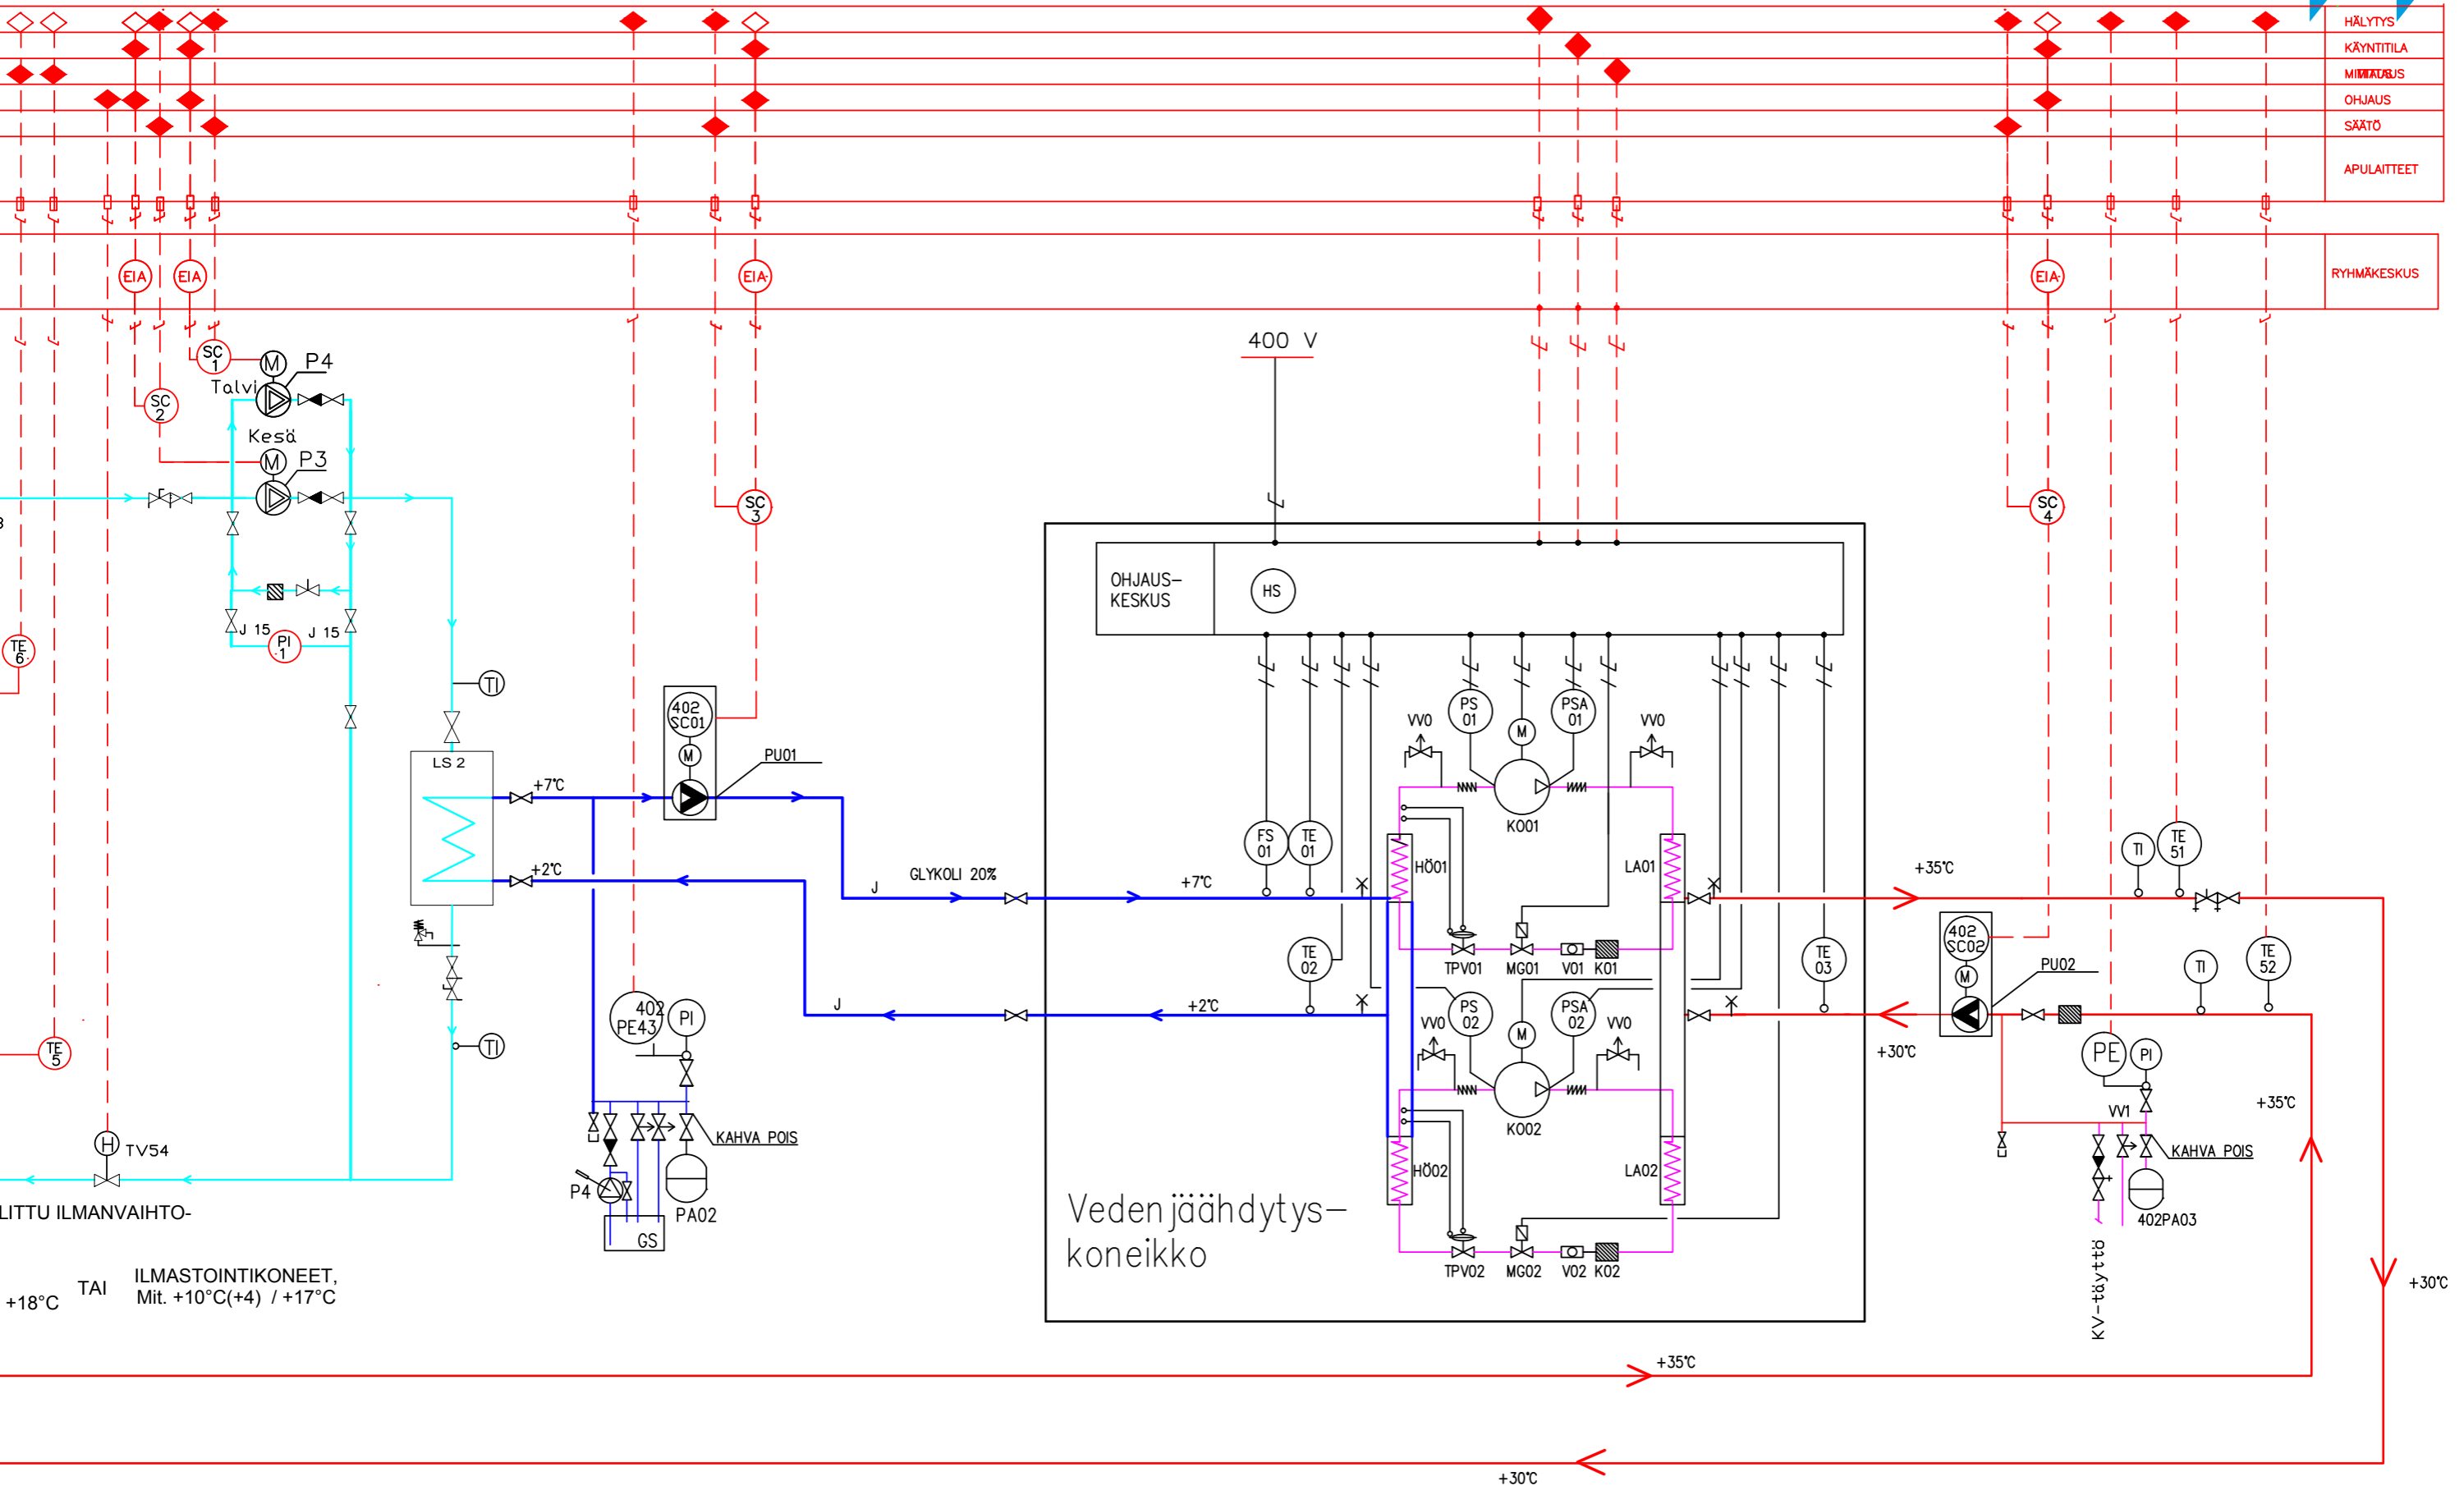 HÄLYTYS
KÄYNTITILA
OHJAUS
SÄÄTÖ
APULAITTEET
RYHMÄKESKUS
EIA
EIA
EIA
EIA
400 V
SC
1
M
P4
Talvi
SC
2
Kesä
M
P3
SC
3
SC
4
OHJAUS-
KESKUS
HS
J 15
PI
1
J 15
TE
6
TI
402
SC01
M
PU01
LS 2
+7°C
+2°C
PS
01
M
PSA
01
VVO
VVO
KO01
FS
01
TE
01
HÖ01
LA01
GLYKOLI 20%
J
+7°C
+35°C
TI
TE
51
TE
02
TPV01
MG01
V01
K01
TE
03
402
SC02
M
PU02
TI
TE
52
J
+2°C
PS
02
M
PSA
02
VVO
VVO
KO02
+30°C
402
PE43
PI
TE
5
TI
PE
PI
VV1
+35°C
KAHVA POIS
KAHVA POIS
H
TV54
P4
PA02
GS
HÖ02
LA02
402PA03
KV-täyttö
Vedenjäähdytys-
koneikko
TPV02
MG02
V02
K02
LITTU ILMANVAIHTO-
+18°C
TAI
ILMASTOINTIKONEET,
Mit. +10°C(+4) / +17°C
+30°C
+35°C
+30°C